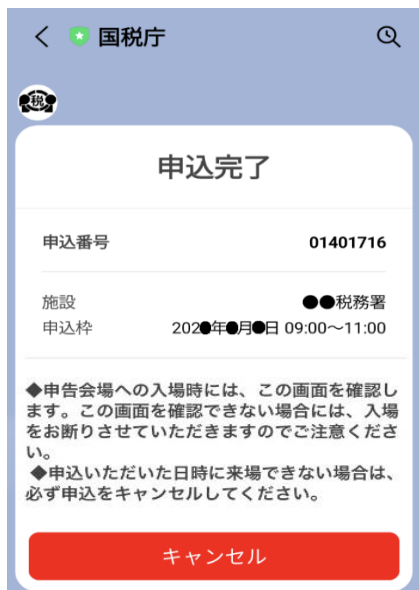 国税庁
税
申込完了
申込番号 01401716
施設 ●●税務署
申込枠 202●年●月●日 09:00～11:00
◆申告会場への入場時には、この画面を確認し
ます。この画面を確認できない場合には、入場
をお断りさせていただきますのでご注意くださ
い。
◆申込いただいた日時に来場できない場合は、
必ず申込をキャンセルしてください。
キャンセル